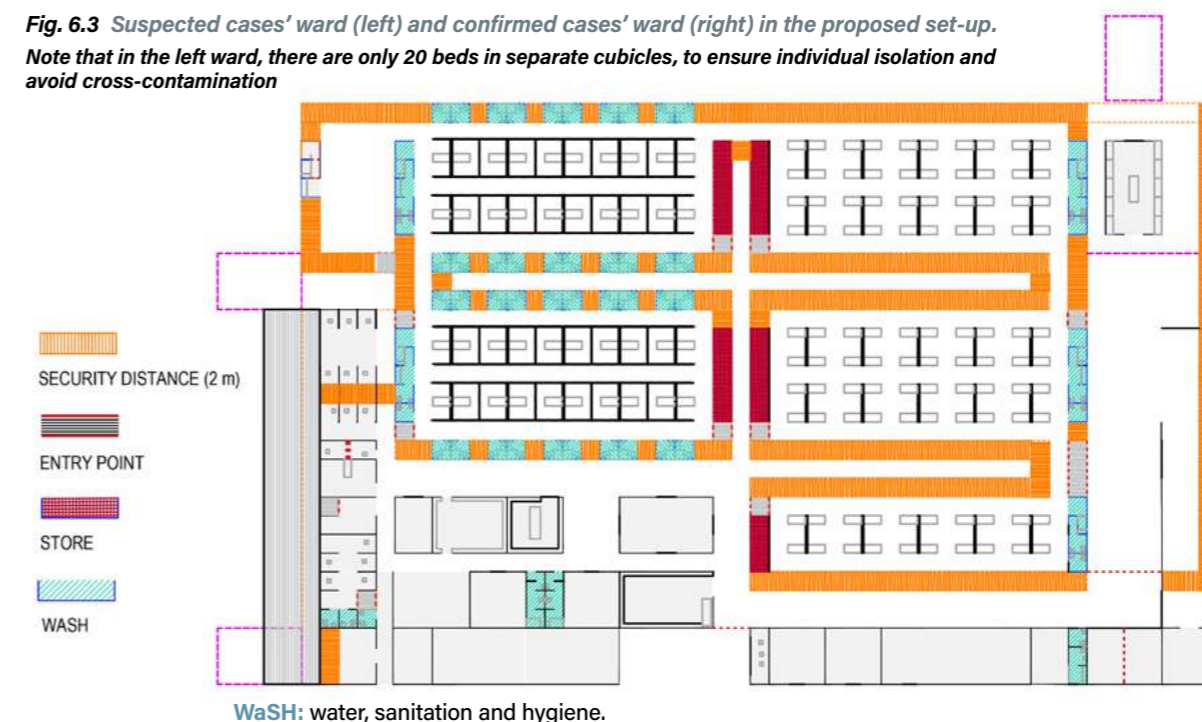 Fig. 6.3 Suspected cases’ ward (left) and confirmed cases’ ward (right) in the proposed set-up.
Note that in the left ward, there are only 20 beds in separate cubicles, to ensure individual isolation and
avoid cross-contamination
SECURITY DISTANCE (2 m)
ENTRY POINT
STORE
WASH
WaSH: water, sanitation and hygiene.